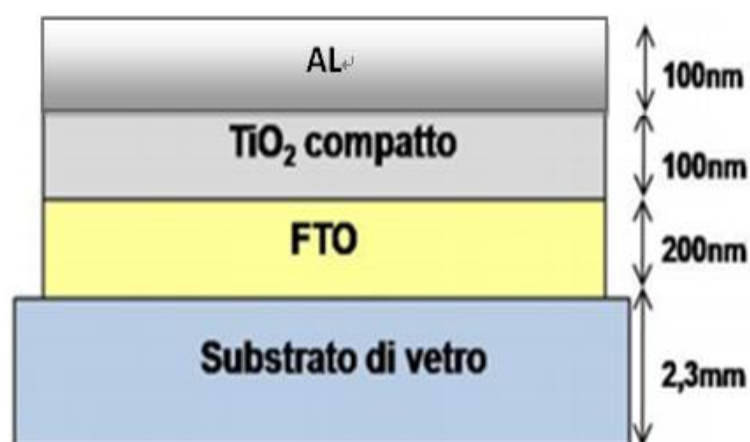 AL↵
100nm
TiO₂ compatto
100nm
FTO
200nm
Substrato di vetro
2,3mm